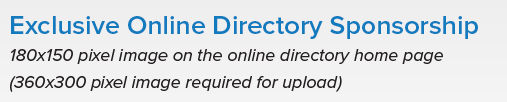 Exclusive Online Directory Sponsorship
180x150 pixel image on the online directory home page
(360x300 pixel image required for upload)